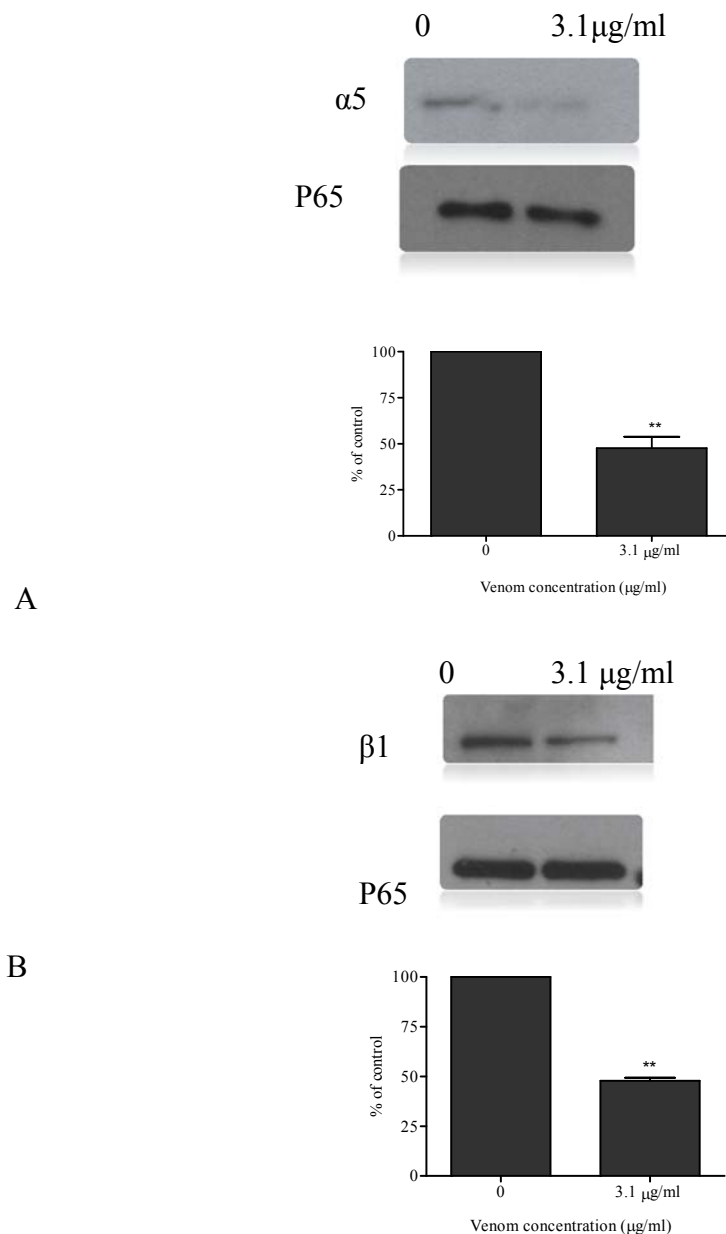 0 3.1μg/ml
α5
P65
100
75
50
25
0
% of control
**
0 3.1 μg/ml
Venom concentration (μg/ml)
A
0 3.1 μg/ml
β1
P65
B
100
75
50
25
0
% of control
**
0 3.1 μg/ml
Venom concentration (μg/ml)